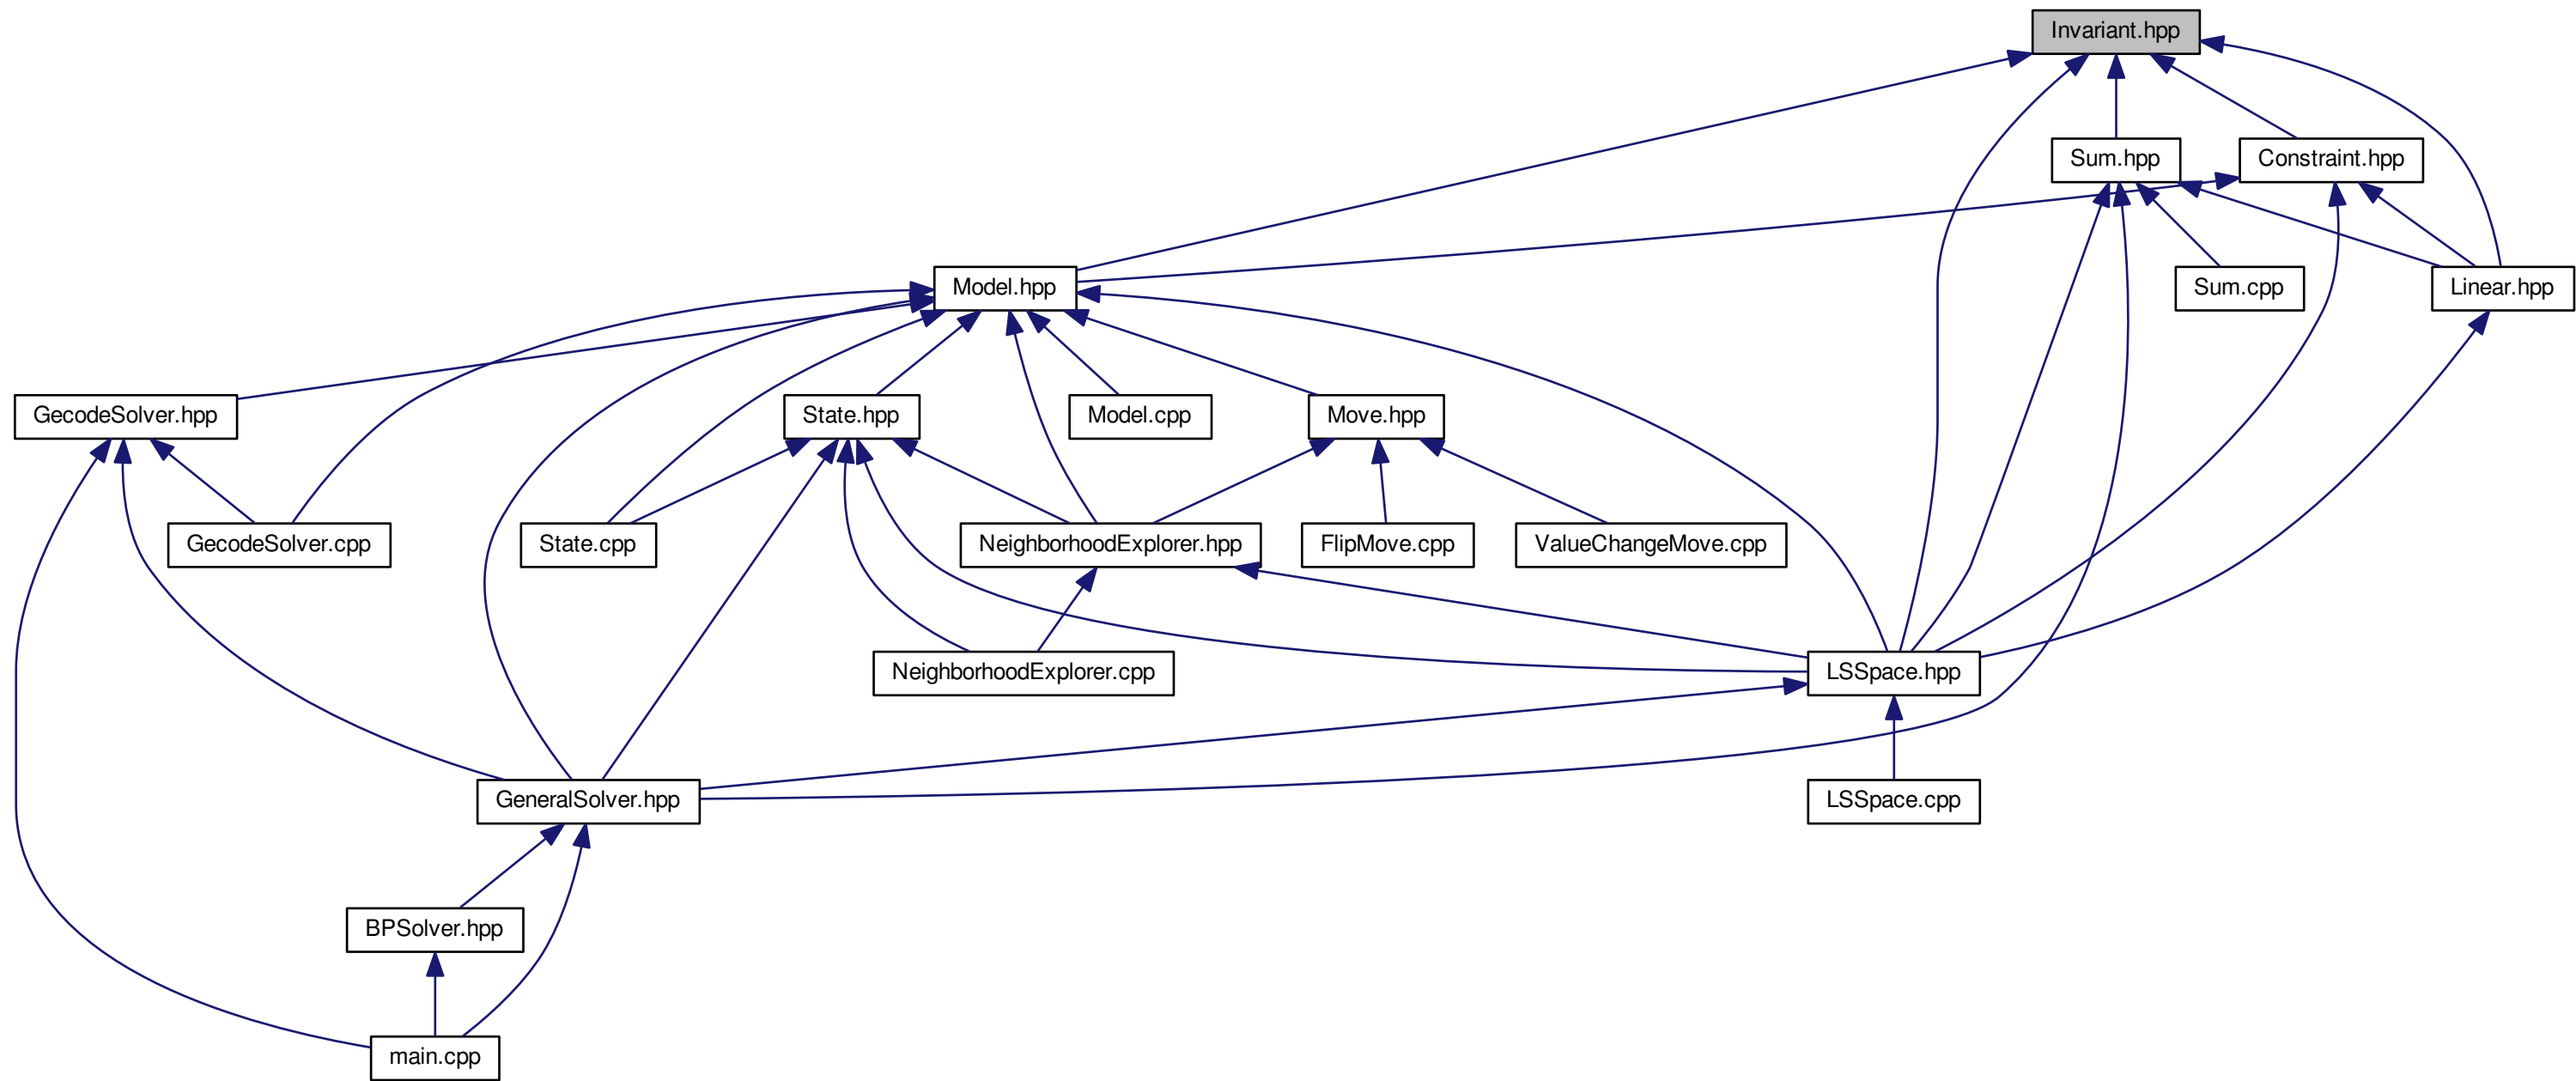 Invariant.hpp
Sum.hpp
Constraint.hpp
Model.hpp
Sum.cpp
Linear.hpp
GecodeSolver.hpp
State.hpp
Model.cpp
Move.hpp
GecodeSolver.cpp
State.cpp
NeighborhoodExplorer.hpp
FlipMove.cpp
ValueChangeMove.cpp
NeighborhoodExplorer.cpp
LSSpace.hpp
GeneralSolver.hpp
LSSpace.cpp
BPSolver.hpp
main.cpp